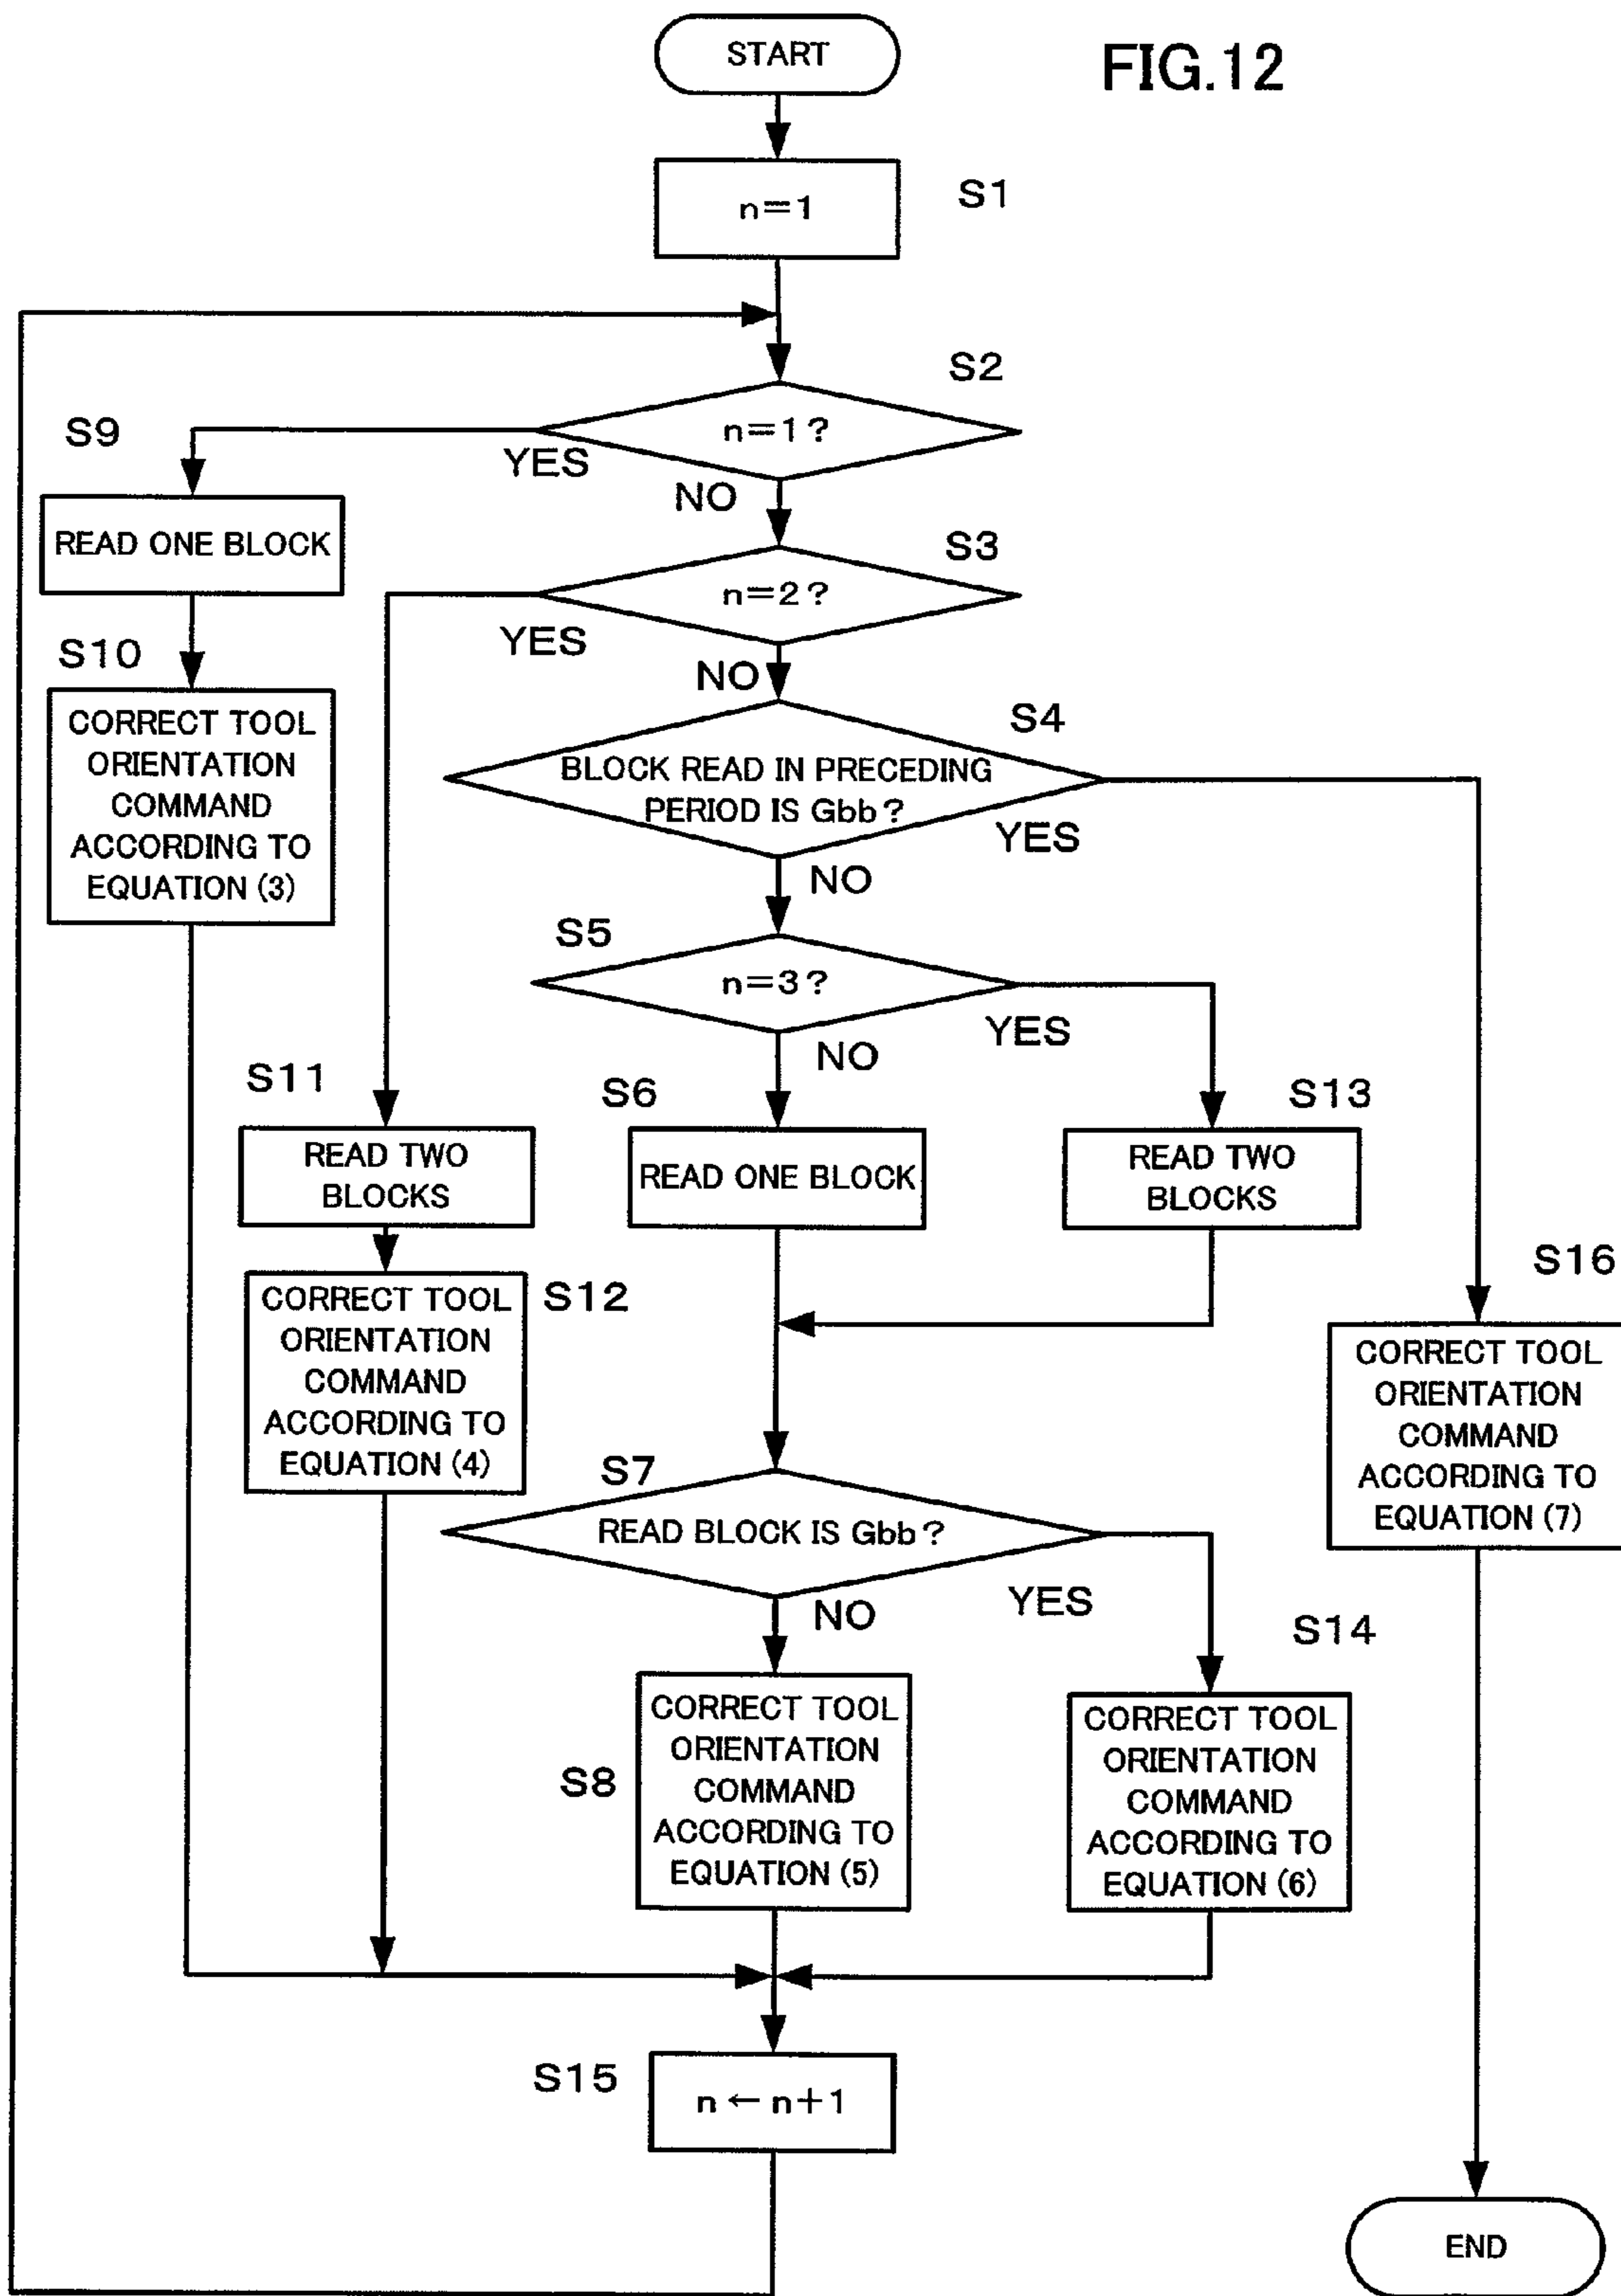 START
FIG.12
n=1
S1
S2
n=1?
YES
NO
S9
READ ONE BLOCK
S3
n=2?
YES
NO
S10
CORRECT TOOL
ORIENTATION
COMMAND
ACCORDING TO
EQUATION (3)
S4
BLOCK READ IN PRECEDING
PERIOD IS Gbb?
YES
NO
S5
n=3?
YES
NO
S11
READ TWO
BLOCKS
S6
READ ONE BLOCK
S13
READ TWO
BLOCKS
S12
CORRECT TOOL
ORIENTATION
COMMAND
ACCORDING TO
EQUATION (4)
S16
CORRECT TOOL
ORIENTATION
COMMAND
ACCORDING TO
EQUATION (7)
S7
READ BLOCK IS Gbb?
YES
NO
S8
CORRECT TOOL
ORIENTATION
COMMAND
ACCORDING TO
EQUATION (5)
S14
CORRECT TOOL
ORIENTATION
COMMAND
ACCORDING TO
EQUATION (6)
S15
n ← n+1
END